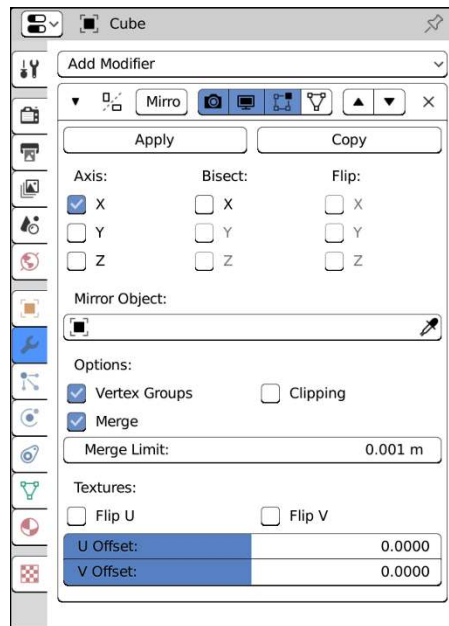 Cube
Add Modifier
Mirro
Apply Copy
Axis: Bisect: Flip:
X X X
Y Y Y
Z Z Z
Mirror Object:
Options:
Vertex Groups Clipping
Merge
Merge Limit: 0.001 m
Textures:
Flip U Flip V
U Offset: 0.0000
V Offset: 0.0000